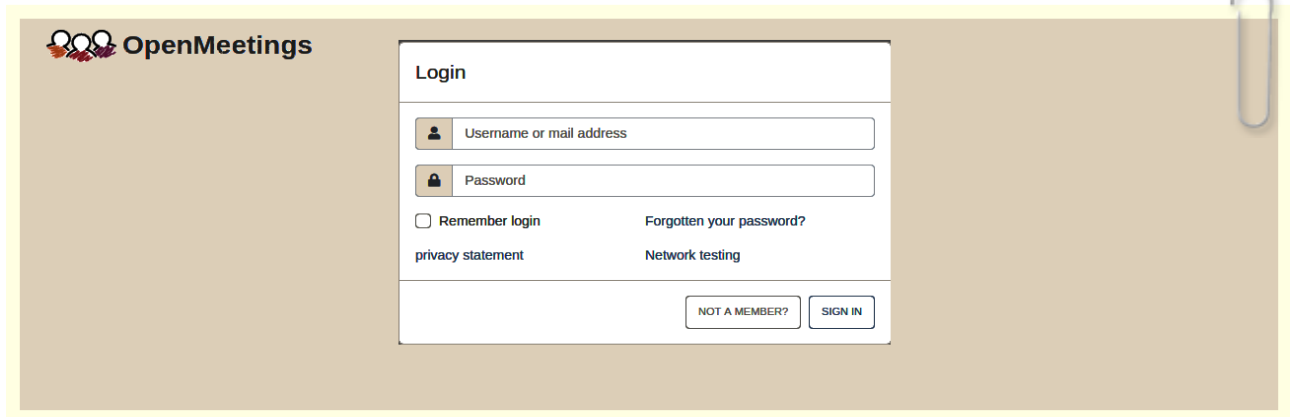 OpenMeetings
Login
Username or mail address
Password
Remember login
Forgotten your password?
privacy statement
Network testing
NOT A MEMBER?
SIGN IN